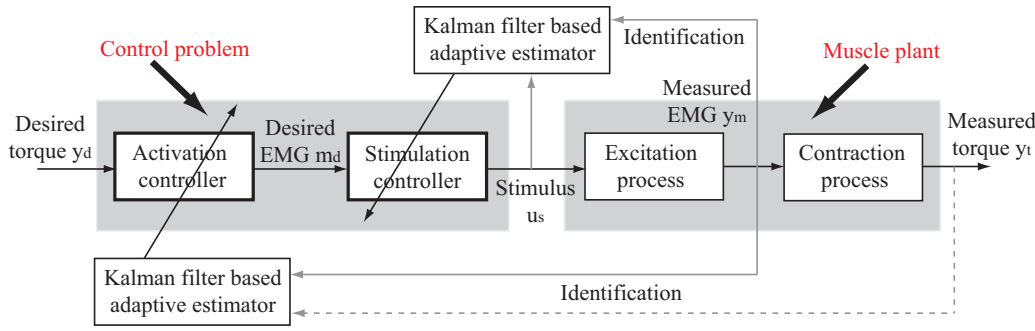 Kalman filter based
adaptive estimator
Identification
Control problem
Muscle plant
Desired
torque yd
Activation
controller
Desired
EMG md
Stimulation
controller
Stimulus
us
Excitation
process
Measured
EMG ym
Contraction
process
Measured
torque yt
Kalman filter based
adaptive estimator
Identification